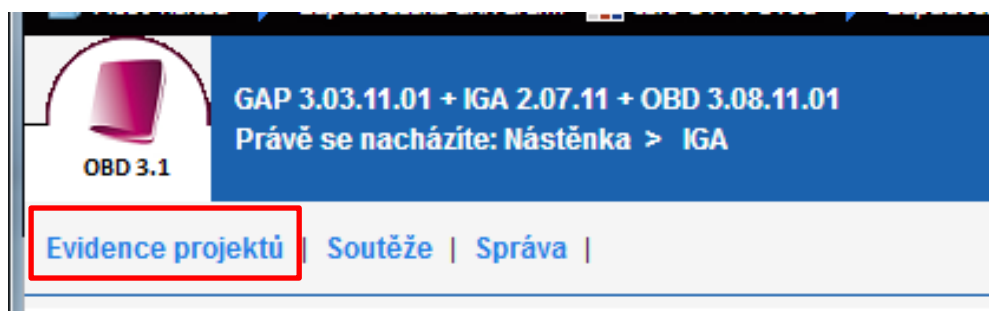 GAP 3.03.11.01 + IGA 2.07.11 + OBD 3.08.11.01
Právě se nacházíte: Nástěnka > IGA
OBD 3.1
Evidence projektů | Soutěže | Správa |